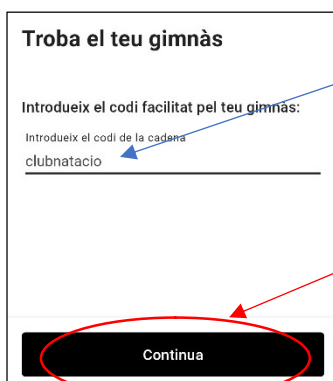 Troba el teu gimnàs
Introdueix el codi facilitat pel teu gimnàs:
Introdueix el codi de la cadena
clubnatacio
Continua